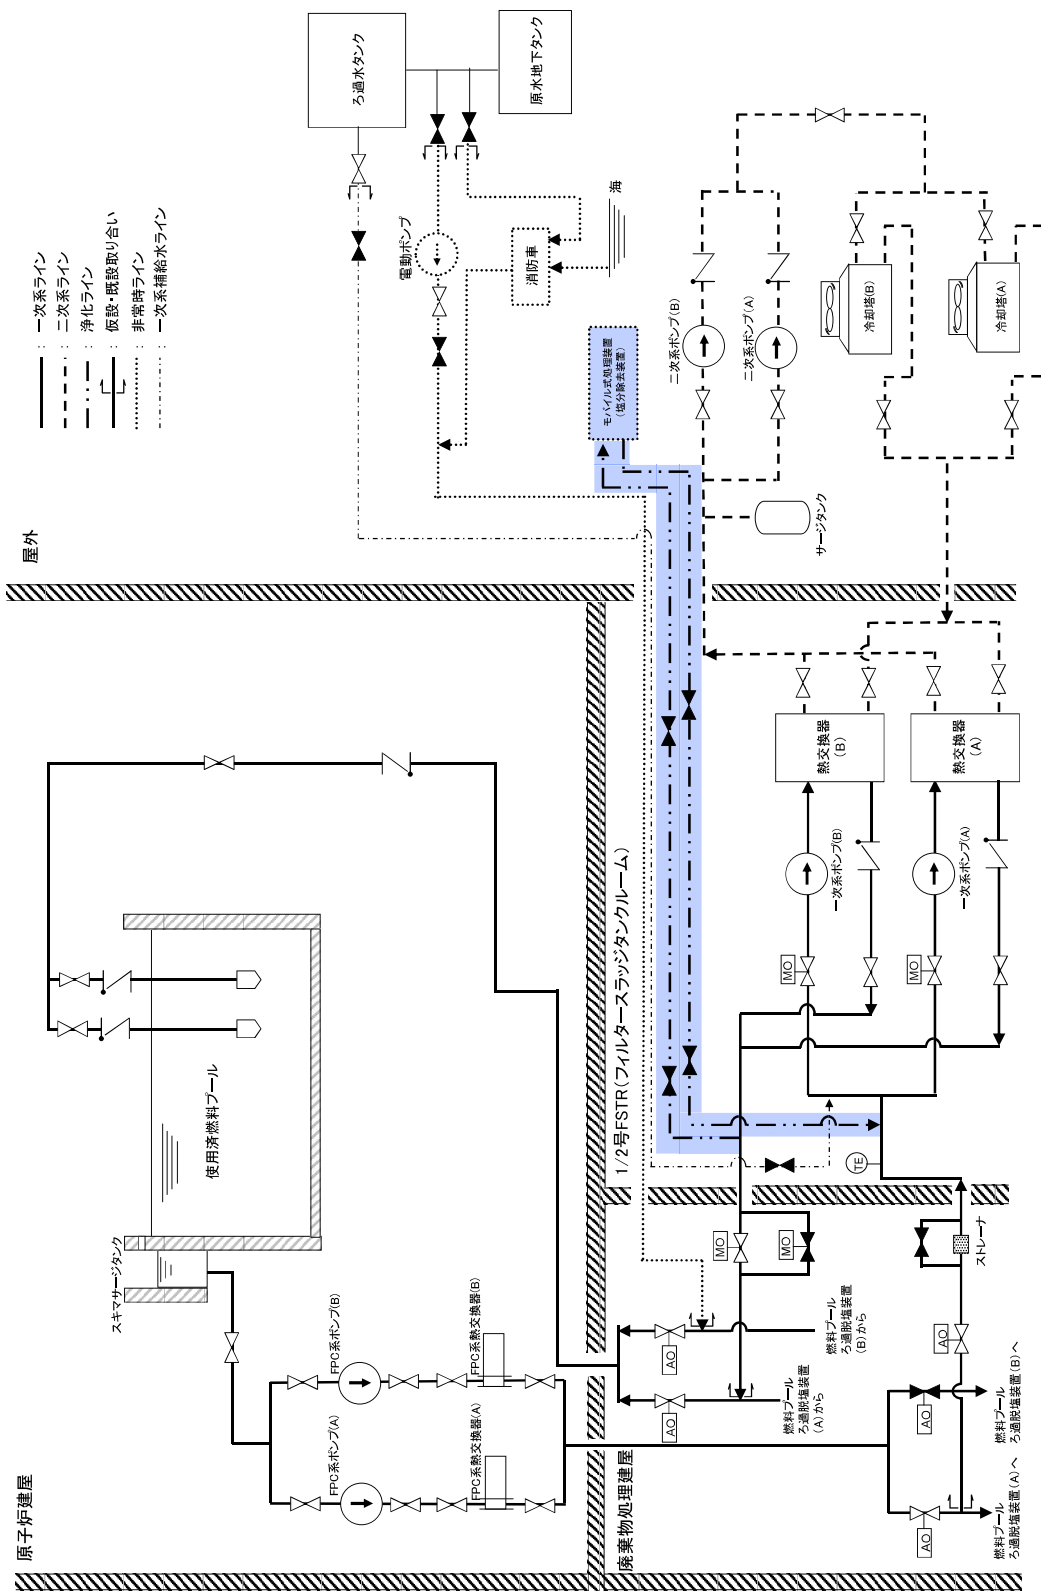 屋外
: 一次系ライン
: 二次系ライン
: 浄化ライン
: 仮設・既設取り合い
: 非常時ライン
: 一次系補給水ライン
ろ過水タンク
原水地下タンク
電動ポンプ
消防車
海
モバイル式処理装置
(塩分除去装置)
二次系ポンプ(B)
二次系ポンプ(A)
冷却塔(B)
冷却塔(A)
サージタンク
原子炉建屋
スキマサージタンク
使用済燃料プール
FPC系ポンプ(B)
FPC系熱交換器(B)
FPC系ポンプ(A)
FPC系熱交換器(A)
1/2号FSTR(フィルタースラッジタンクルーム)
熱交換器
(B)
熱交換器
(A)
一次系ポンプ(B)
一次系ポンプ(A)
MO
MO
TE
廃棄物処理建屋
MO
MO
AO
AO
燃料プール
ろ過脱塩装置
(B)から
燃料プール
ろ過脱塩装置
(A)から
ストレーナ
AO
AO
AO
燃料プール
ろ過脱塩装置(B)へ
燃料プール
ろ過脱塩装置(A)へ